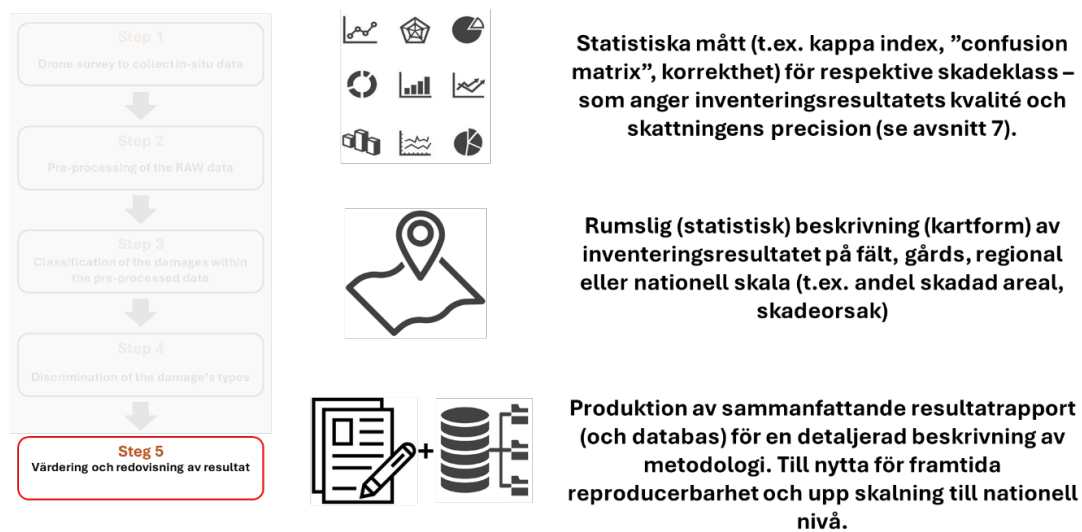 Step 1
Drone survey to collect in-situ data
Step 2
Pre-processing of the RAW data
Step 3
Classification of the damages within
the pre-processed data
Step 4
Discrimination of the damage's types
Steg 5
Värdering och redovisning av resultat
Statistiska mått (t.ex. kappa index, ”confusion
matrix”, korrekthet) för respektive skadeklass –
som anger inventeringsresultatets kvalité och
skattningens precision (se avsnitt 7).
Rumslig (statistisk) beskrivning (kartform) av
inventeringsresultatet på fält, gårds, regional
eller nationell skala (t.ex. andel skadad areal,
skadeorsak)
+
Produktion av sammanfattande resultatrapport
(och databas) för en detaljerad beskrivning av
metodologi. Till nytta för framtida
reproducerbarhet och upp skalning till nationell
nivå.